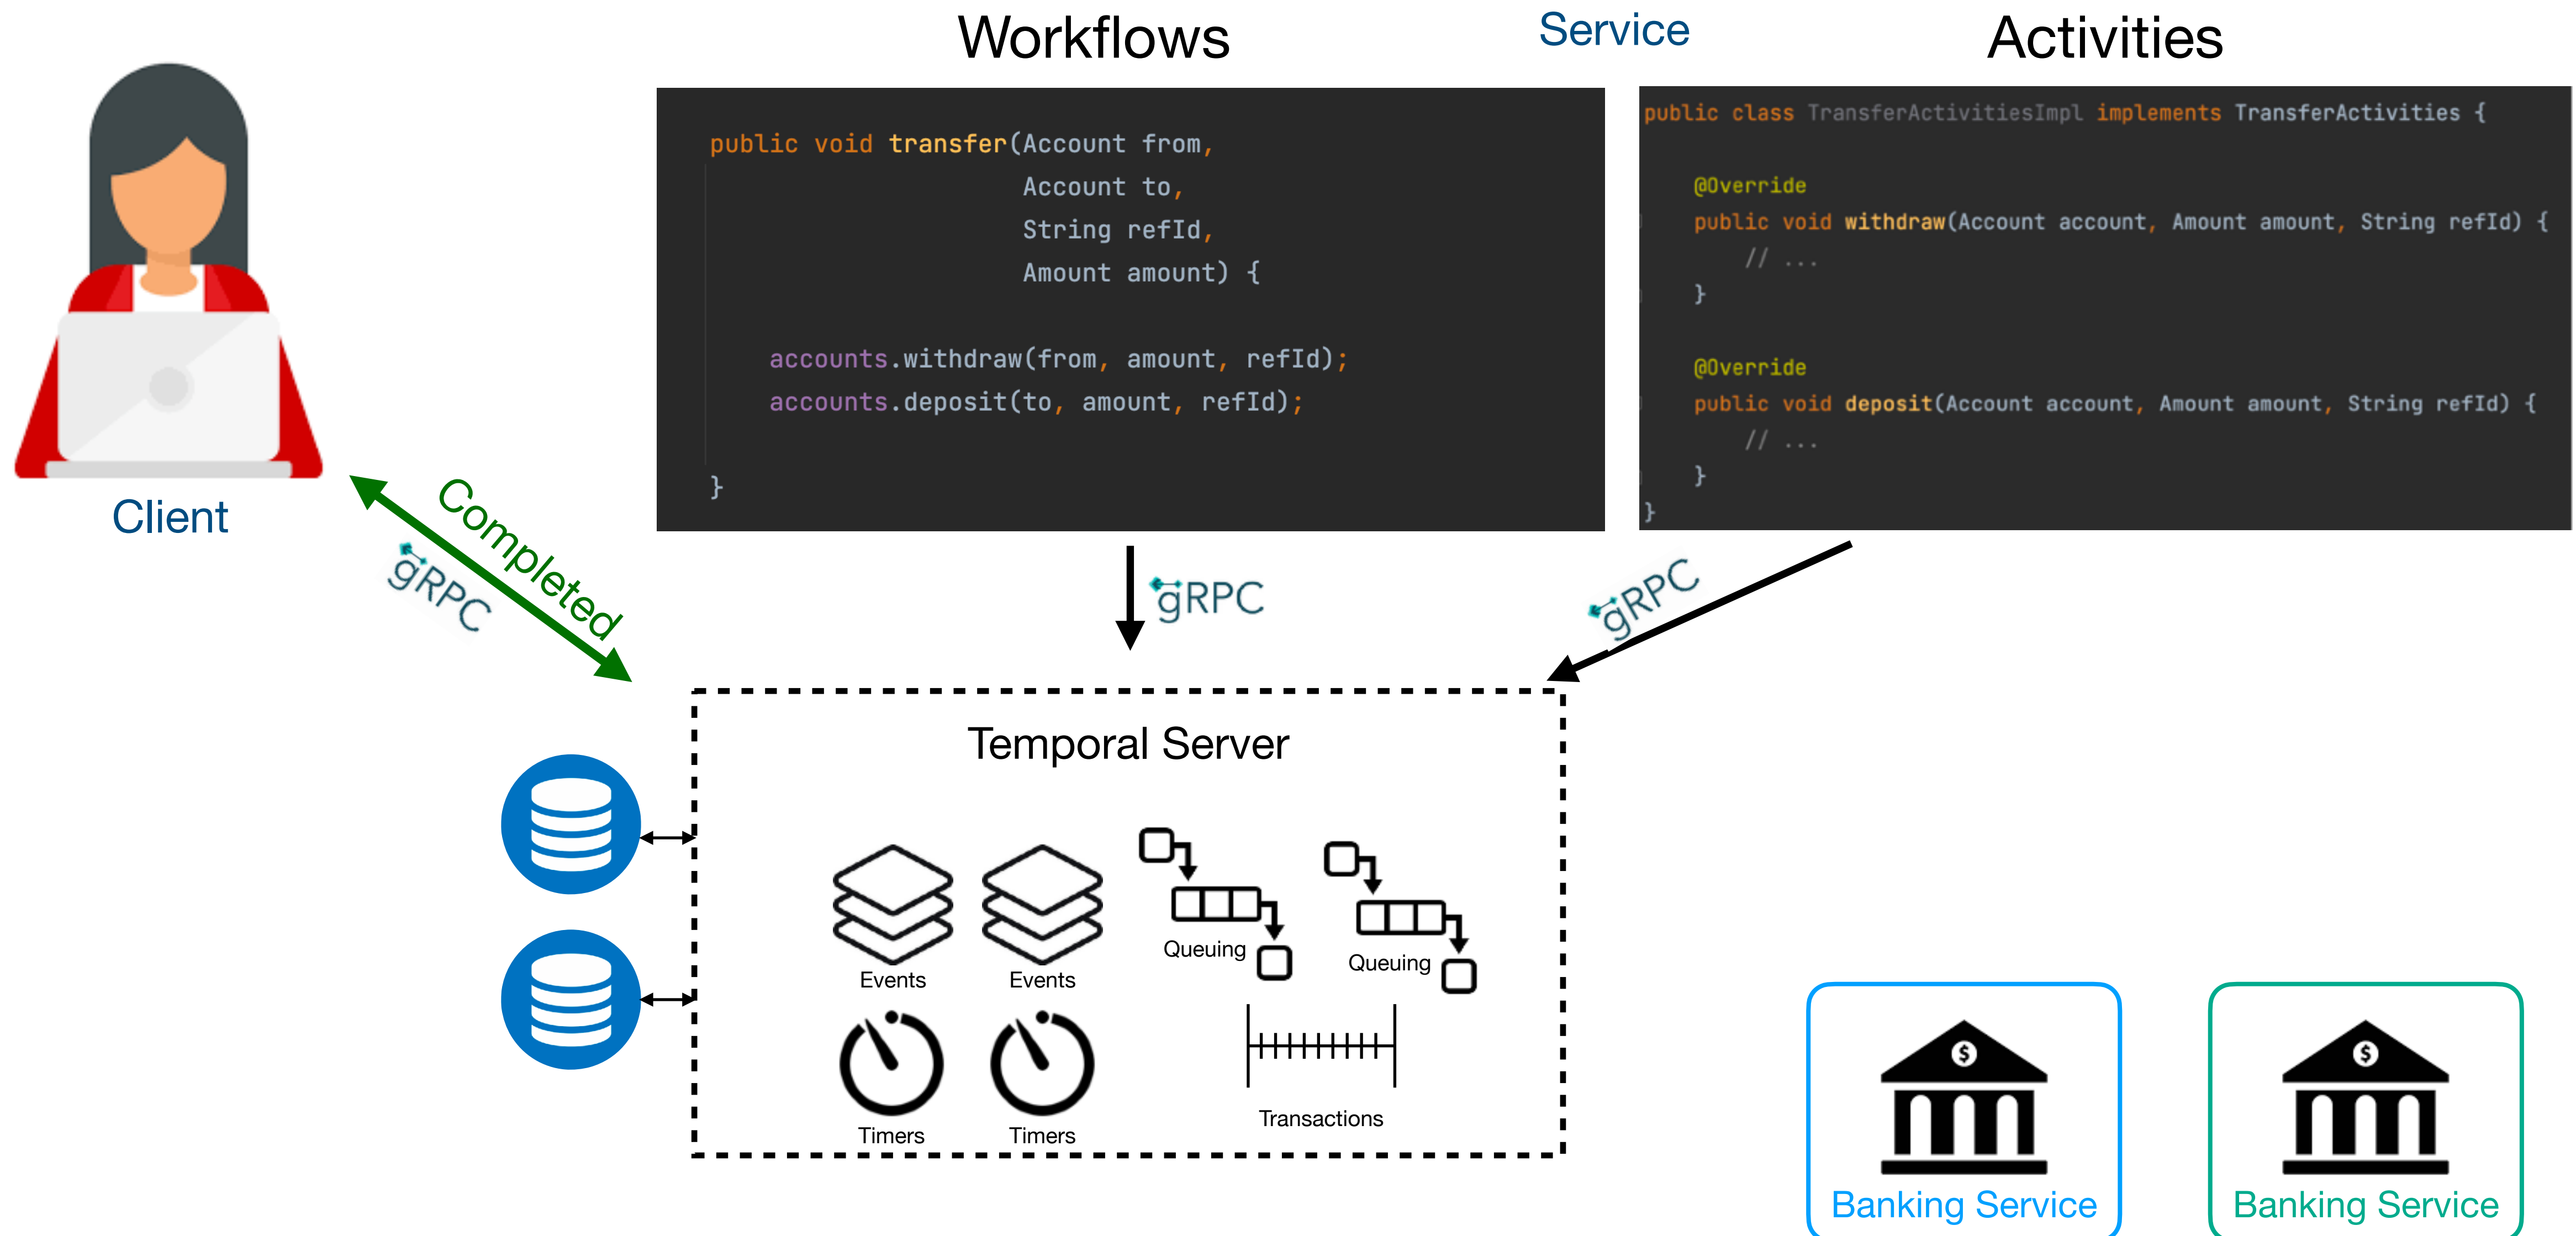 Workflows
Service
Activities
public void transfer(Account from,
Account to,
String refId,
Amount amount) {
accounts.withdraw(from, amount, refId);
accounts.deposit(to, amount, refId);
}
public class TransferActivitiesImpl implements TransferActivities {
@Override
public void withdraw(Account account, Amount amount, String refId) {
// ...
}
@Override
public void deposit(Account account, Amount amount, String refId) {
// ...
}
}
Client
Completed
gRPC
gRPC
gRPC
Temporal Server
Events
Events
Queuing
Queuing
Timers
Timers
Transactions
$
$
Banking Service
Banking Service